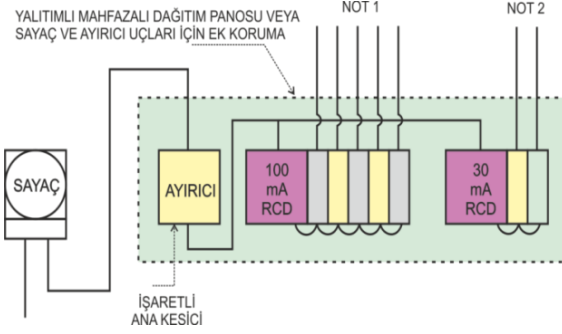 YALITIMLI MAHFAZALI DAĞITIM PANOSU VEYA
SAYAÇ VE AYIRICI UÇLARI İÇİN EK KORUMA
NOT 1
NOT 2
SAYAÇ
AYIRICI
100
mA
RCD
30
mA
RCD
İŞARETLİ
ANA KESİCİ